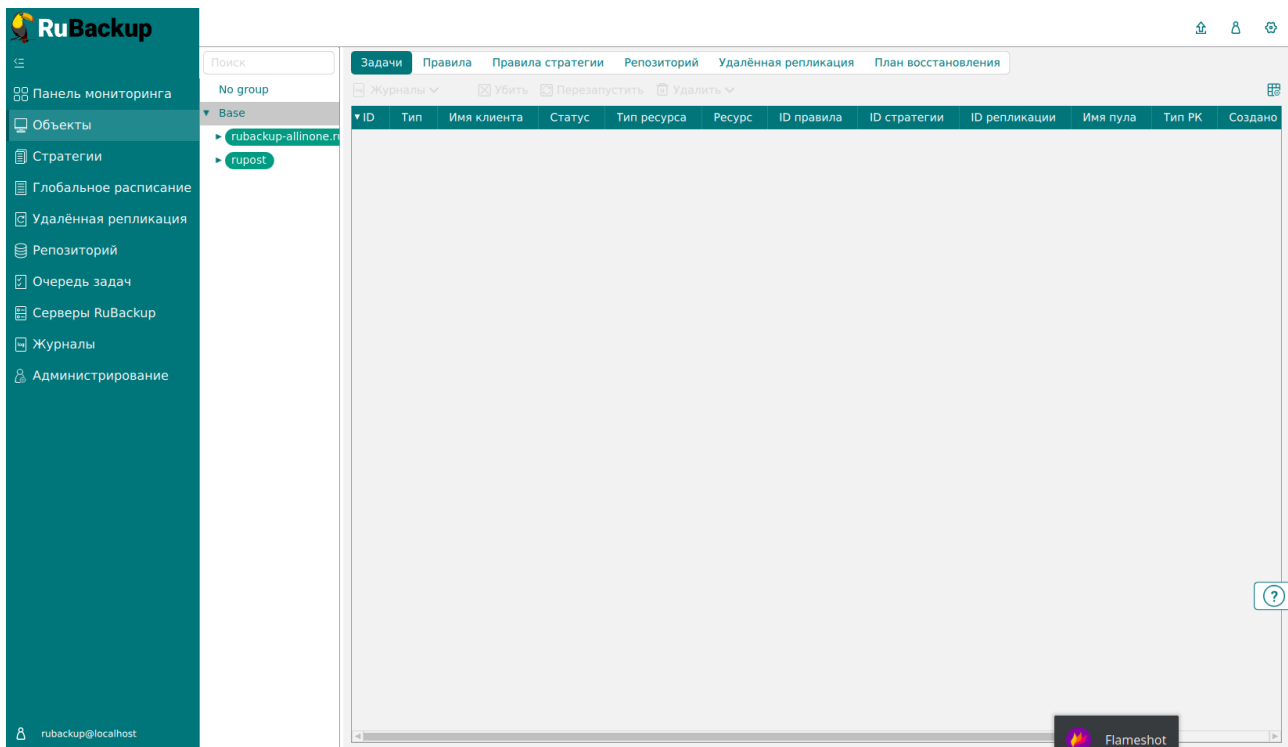 RuBackup
Панель мониторинга
Объекты
Стратегии
Глобальное расписание
Удалённая репликация
Репозиторий
Очередь задач
Серверы RuBackup
Журналы
Администрирование
rubackup@localhost
Поиск
No group
Base
rubackup-allinone.ru
rupost
Задачи Правила Правила стратегии Репозиторий Удалённая репликация План восстановления
Журналы Убить Перезапустить Удалить
ID Тип Имя клиента Статус Тип ресурса Ресурс ID правила ID стратегии ID репликации Имя пула Тип РК Создано
?
Flameshot